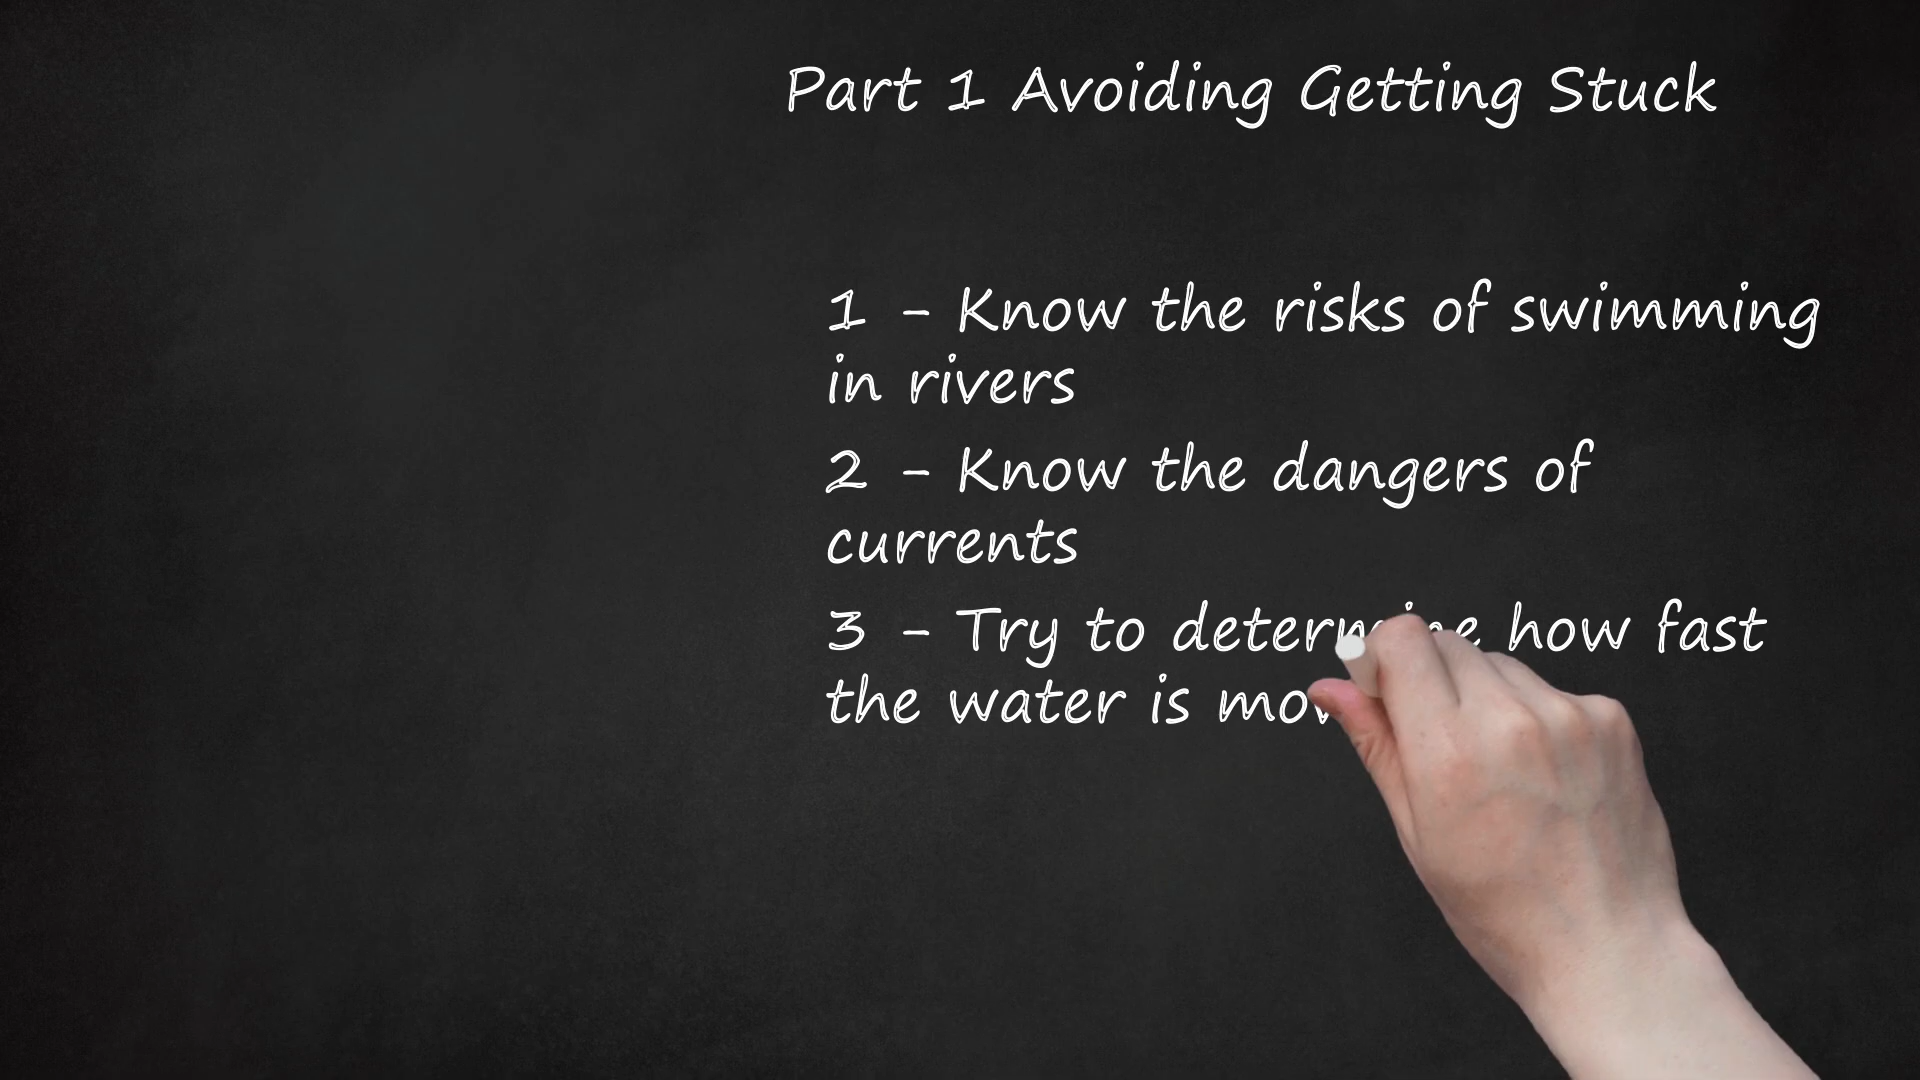 Part 1 Avoiding Getting Stuck
1 - Know the risks of swimming
in rivers
2 - Know the dangers of
currents
3 - Try to determine how fast
the water is